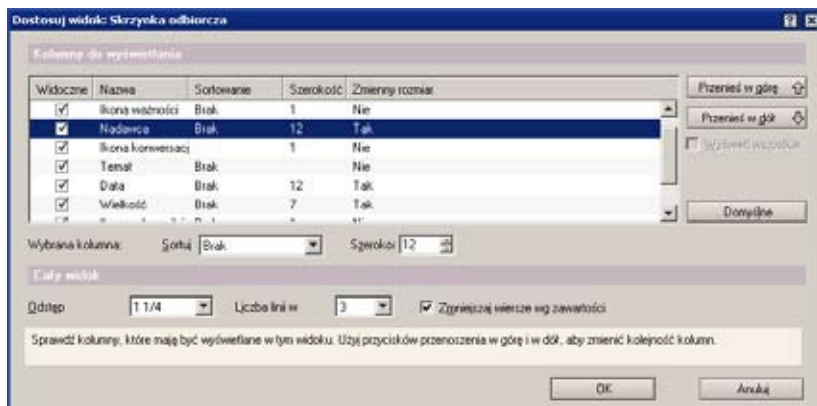 Dostosuj widok: Skrzynka odbiorcza
Kolumny do wyświetlania
Widoczne Nazwa Sortowanie Szerokość Zmienny rozmiar
Ikona ważności Brak 1 Nie
Nadawca Brak 12 Tak
Ikona konwersacj 1 Nie
Temat Brak Nie
Data Brak 12 Tak
Wielkość Brak 7 Tak
Przenieś w górę
Przenieś w dół
Wyświetl wszystkie
Domyślne
Wybrana kolumna: Sortuj Brak Szerokoś 12
Cały widok
Odstęp 1 1/4 Liczba linii w 3 Zmniejszaj wiersze wg zawartości
Sprawdź kolumny, które mają być wyświetlane w tym widoku. Użyj przycisków przenoszenia w górę i w dół, aby zmienić kolejność kolumn.
OK Anuluj